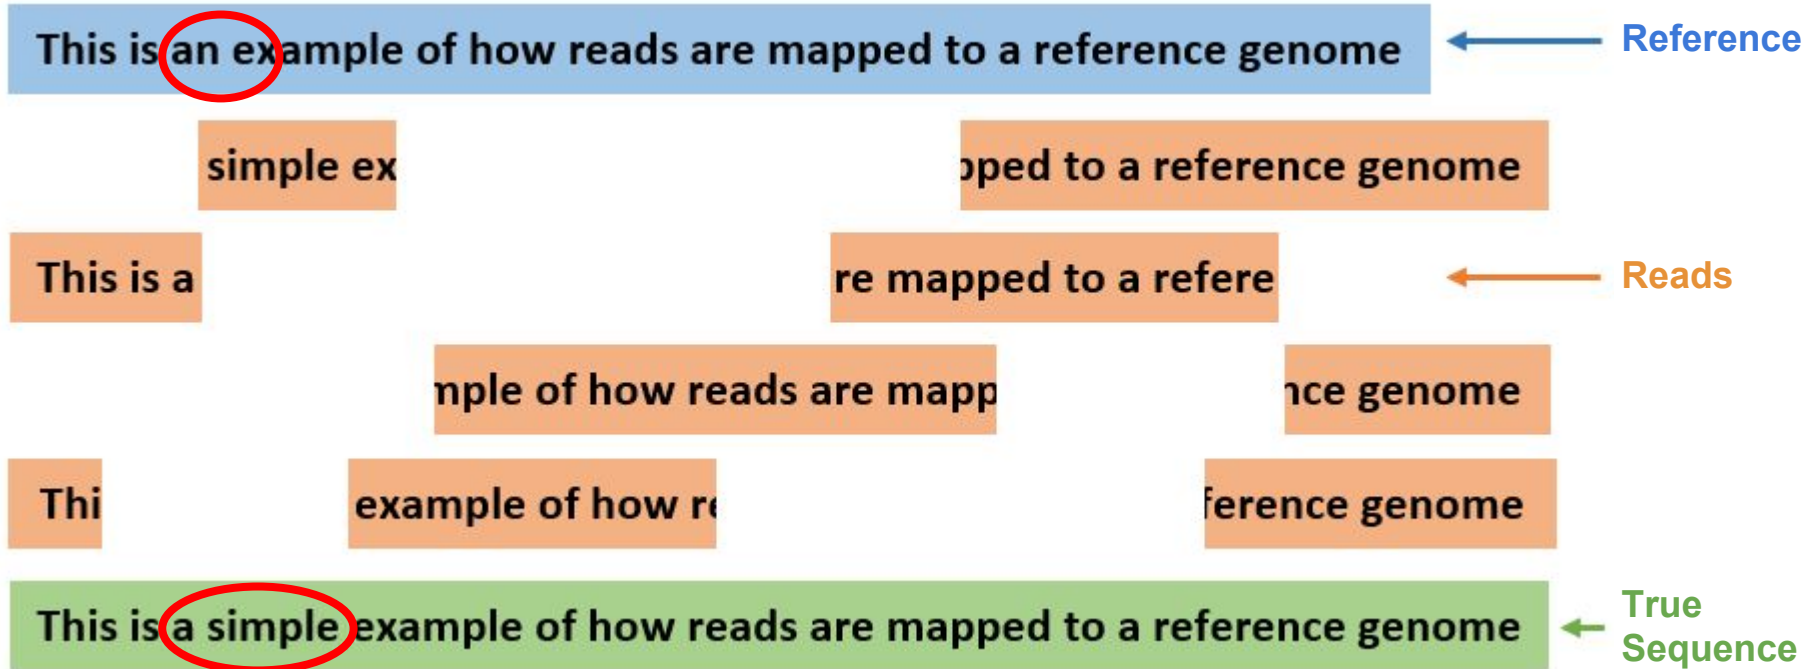 This is an example of how reads are mapped to a reference genome
Reference
simple ex
pped to a reference genome
This is a
re mapped to a refere
Reads
mple of how reads are mapp
nce genome
Thi
example of how re
ference genome
This is a simple example of how reads are mapped to a reference genome
True
Sequence